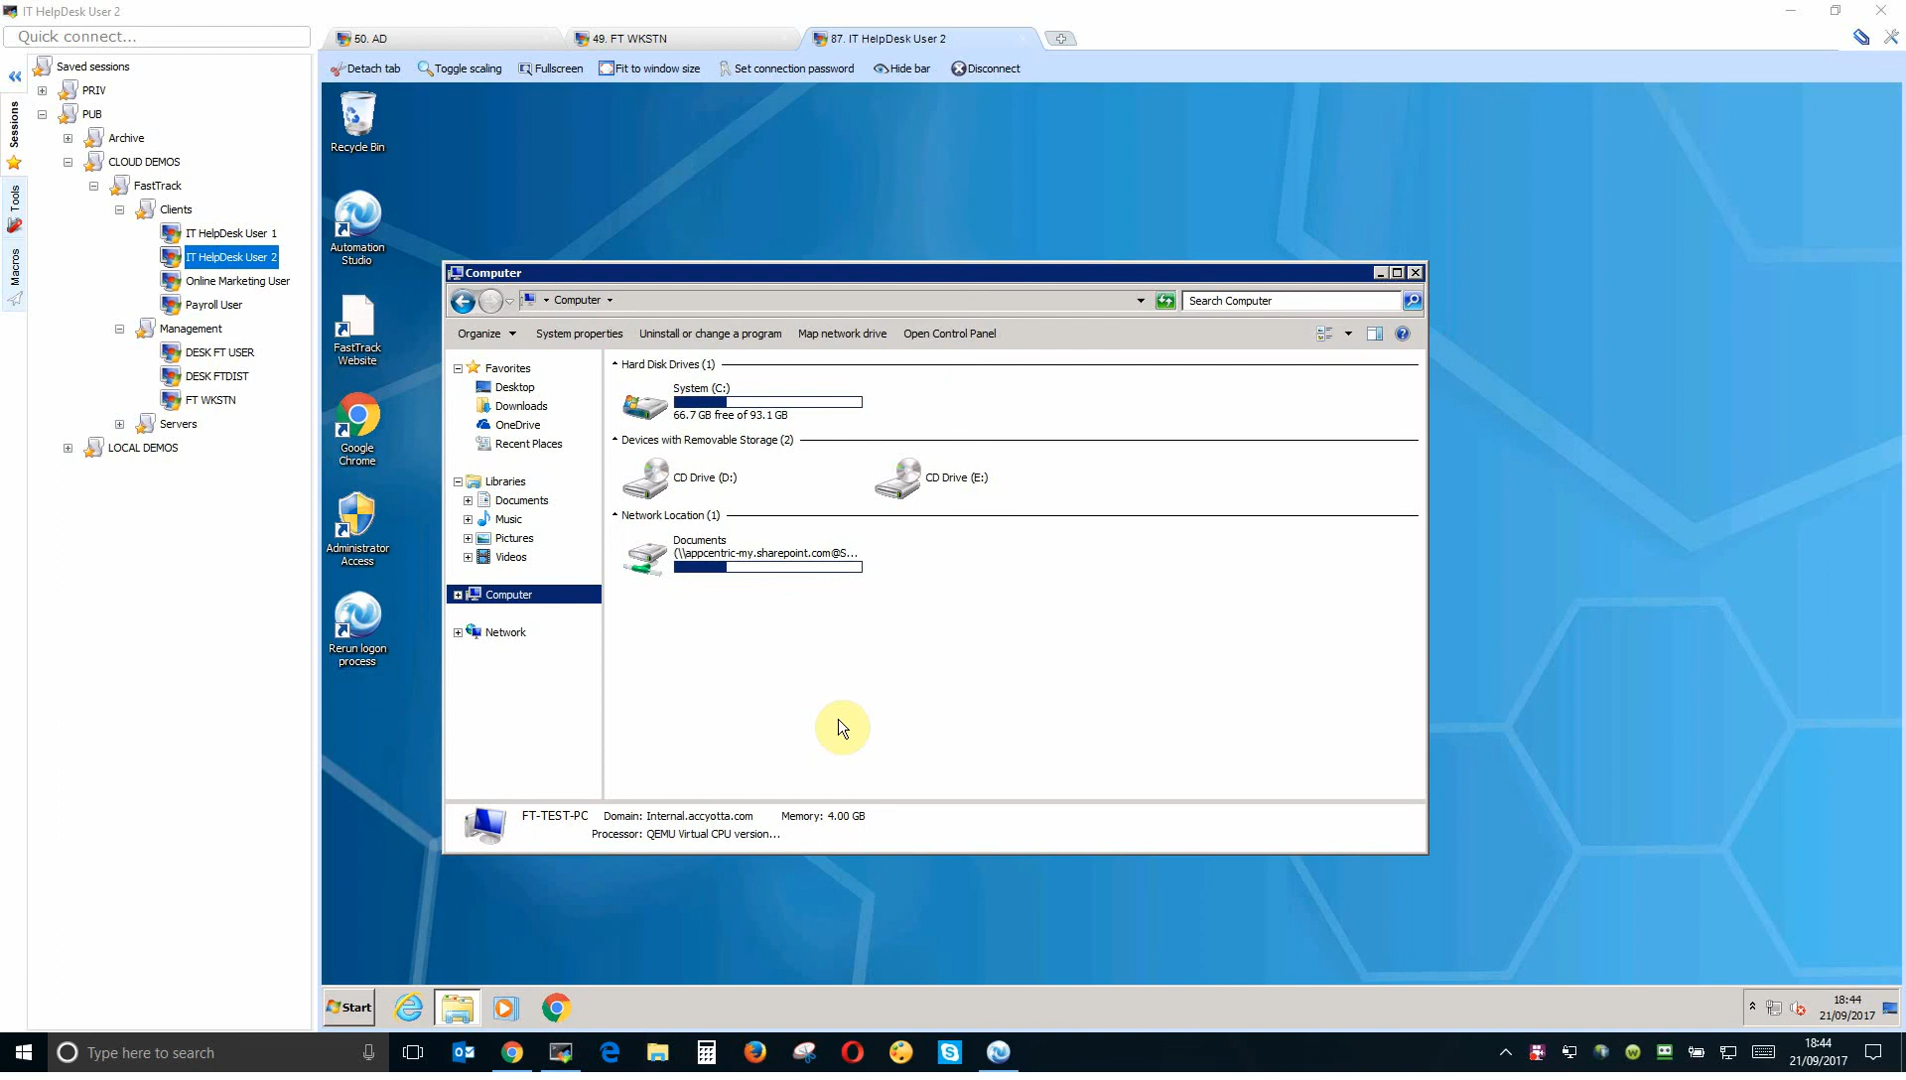 IT HelpDesk User 2
Quick connect...
50. AD
49. FT WKSTN
87. IT HelpDesk User 2
Detach tab
Toggle scaling
Fullscreen
Fit to window size
Set connection password
Hide bar
Disconnect
Sessions
Tools
Macros
Saved sessions
PRIV
PUB
Archive
CLOUD DEMOS
FastTrack
Clients
IT HelpDesk User 1
IT HelpDesk User 2
Online Marketing User
Payroll User
Management
DESK FT USER
DESK FTDIST
FT WKSTN
Servers
LOCAL DEMOS
Recycle Bin
Automation
Studio
FastTrack
Website
Google
Chrome
Administrator
Access
Rerun logon
process
Computer
Computer
Search Computer
Organize
System properties
Uninstall or change a program
Map network drive
Open Control Panel
Favorites
Desktop
Downloads
OneDrive
Recent Places
Libraries
Documents
Music
Pictures
Videos
Computer
Network
Hard Disk Drives (1)
System (C:)
66.7 GB free of 93.1 GB
Devices with Removable Storage (2)
CD Drive (D:)
CD Drive (E:)
Network Location (1)
Documents
(\\appcentric-my.sharepoint.com@S...
FT-TEST-PC
Domain: Internal.accyotta.com
Memory: 4.00 GB
Processor: QEMU Virtual CPU version...
Start
18:44
21/09/2017
Type here to search
18:44
21/09/2017